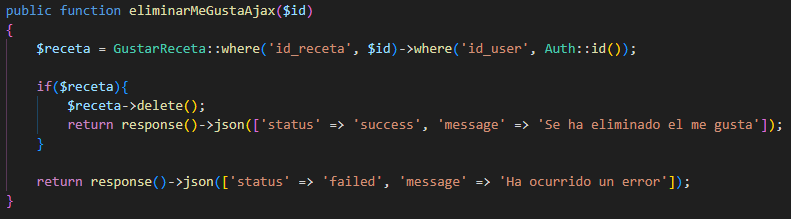 public function eliminarMeGustaAjax($id)
{
    $receta = GustarReceta::where('id_receta', $id)->where('id_user', Auth::id());

    if($receta){
        $receta->delete();
        return response()->json(['status' => 'success', 'message' => 'Se ha eliminado el me gusta']);
    }

    return response()->json(['status' => 'failed', 'message' => 'Ha ocurrido un error']);
}